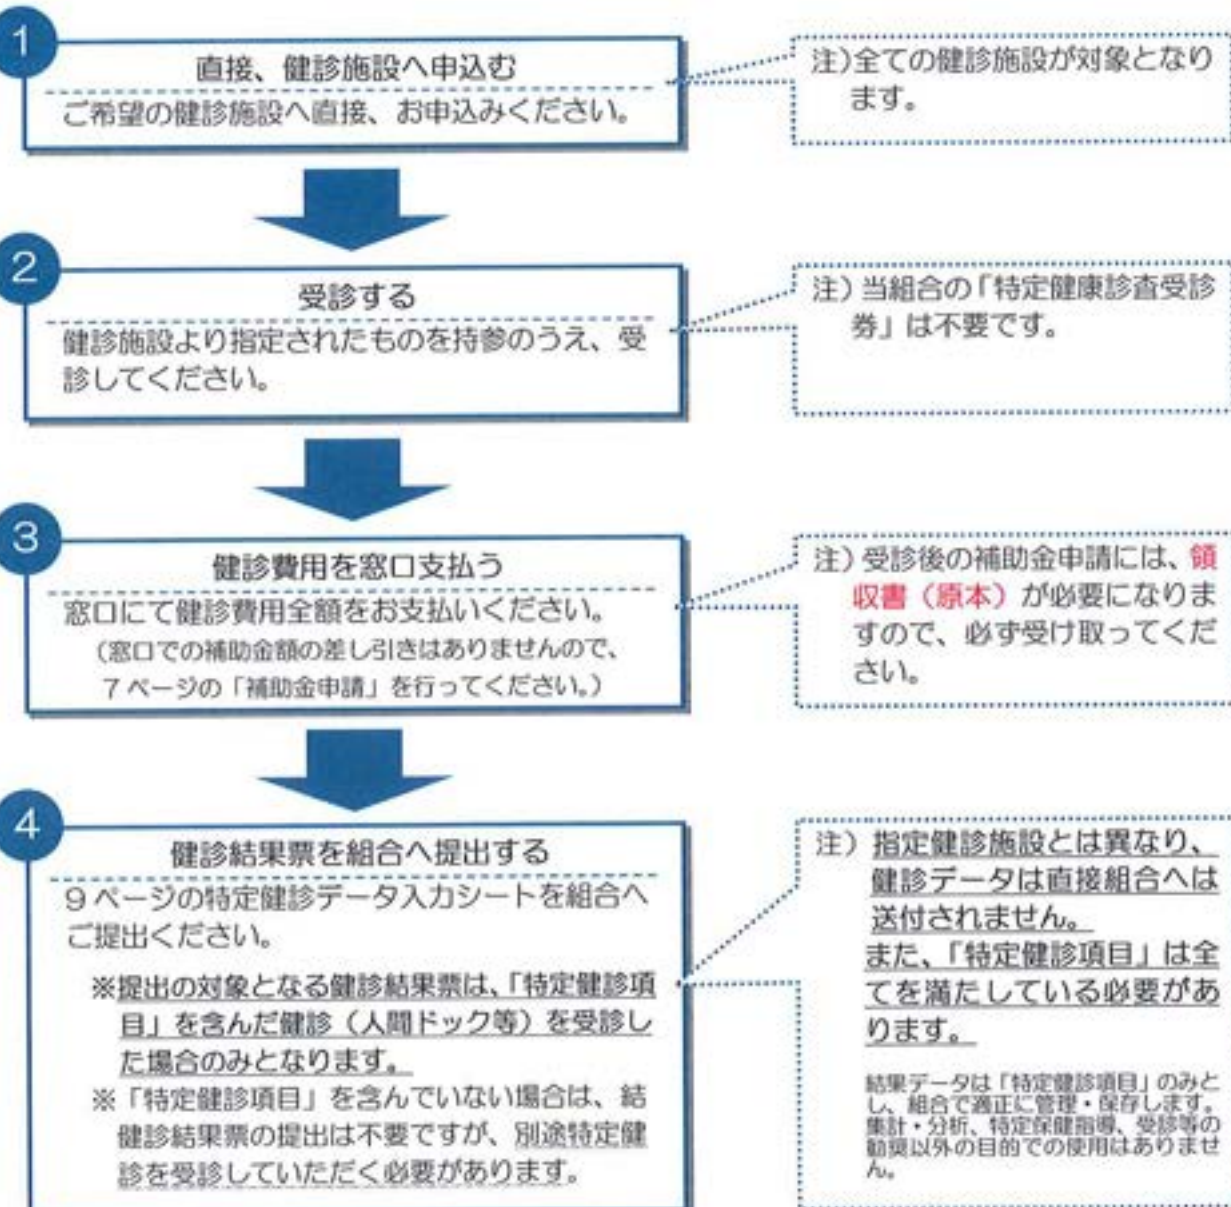 1
直接、健診施設へ申込む
ご希望の健診施設へ直接、お申込みください。
注)全ての健診施設が対象となり
ます。
2
受診する
健診施設より指定されたものを持参のうえ、受
診してください。
注)当組合の「特定健康診査受診
券」は不要です。
3
健診費用を窓口支払う
窓口にて健診費用全額をお支払いください。
(窓口での補助金額の差し引きはありませんので、
7ページの「補助金申請」を行ってください。)
注)受診後の補助金申請には、領
収書(原本)が必要になりま
すので、必ず受け取ってくだ
さい。
4
健診結果票を組合へ提出する
9ページの特定健診データ入力シートを組合へ
ご提出ください。
※提出の対象となる健診結果票は、「特定健診項
目」を含んだ健診(人間ドック等)を受診し
た場合のみとなります。
※「特定健診項目」を含んでいない場合は、結
健診結果票の提出は不要ですが、別途特定健
診を受診していただく必要があります。
注)指定健診施設とは異なり、
健診データは直接組合へは
送付されません。
また、「特定健診項目」は全
てを満たしている必要があ
ります。
結果データは「特定健診項目」のみと
し、組合で適正に管理・保存します。
集計・分析、特定保健指導、受診等の
勧奨以外の目的での使用はありませ
ん。